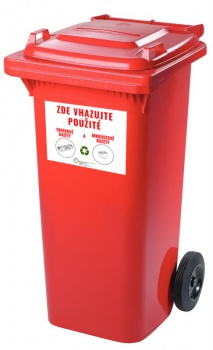 ZDE VHAZUJTE
POUŽITÉ
TONEROVÉ KAZETY
A
INKOUSTOVÉ KAZETY